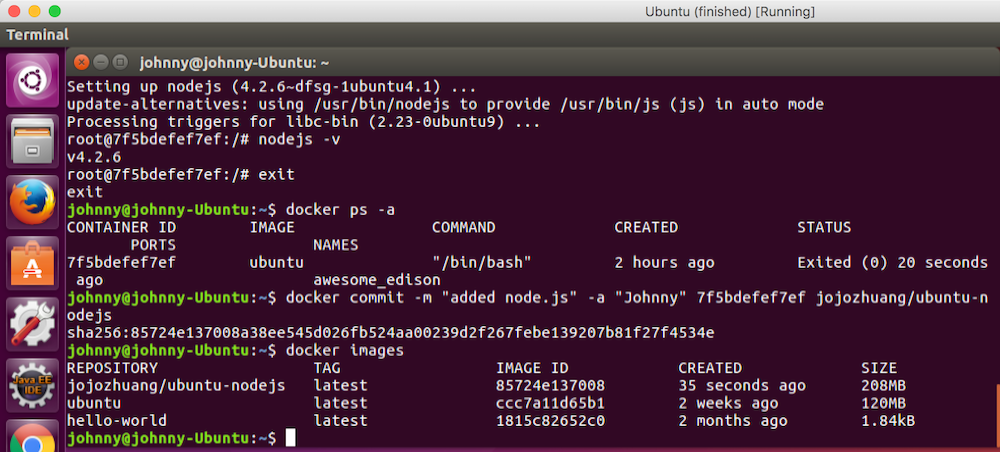 Ubuntu (finished) [Running]
Terminal
johnny@johnny-Ubuntu: ~
Setting up nodejs (4.2.6~dfsg-1ubuntu4.1) ...
update-alternatives: using /usr/bin/nodejs to provide /usr/bin/js (js) in auto mode
Processing triggers for libc-bin (2.23-0ubuntu9) ...
root@7f5bdefef7ef:/# nodejs -v
v4.2.6
root@7f5bdefef7ef:/# exit
exit
johnny@johnny-Ubuntu:~$ docker ps -a
CONTAINER ID        IMAGE               COMMAND             CREATED             STATUS
       PORTS               NAMES
7f5bdefef7ef        ubuntu              "/bin/bash"         2 hours ago         Exited (0) 20 seconds
 ago                       awesome_edison
johnny@johnny-Ubuntu:~$ docker commit -m "added node.js" -a "Johnny" 7f5bdefef7ef jojozhuang/ubuntu-n
odejs
sha256:85724e137008a38ee545d026fb524aa00239d2f267febe139207b81f27f4534e
johnny@johnny-Ubuntu:~$ docker images
REPOSITORY                 TAG                 IMAGE ID            CREATED             SIZE
jojozhuang/ubuntu-nodejs   latest              85724e137008        35 seconds ago      208MB
ubuntu                     latest              ccc7a11d65b1        2 weeks ago         120MB
hello-world                latest              1815c82652c0        2 months ago        1.84kB
johnny@johnny-Ubuntu:~$
Java EE
IDE